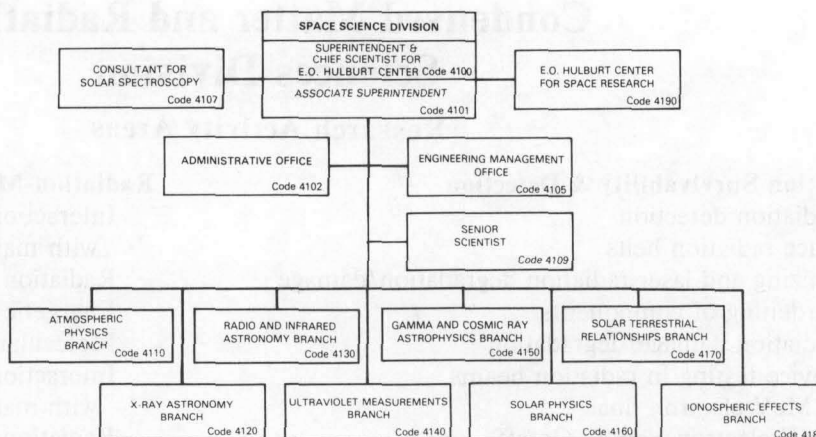 SPACE SCIENCE DIVISION
SUPERINTENDENT &
CHIEF SCIENTIST FOR
E.O. HULBURT CENTER Code 4100
ASSOCIATE SUPERINTENDENT
Code 4101
CONSULTANT FOR
SOLAR SPECTROSCOPY
Code 4107
E.O. HULBURT CENTER
FOR SPACE RESEARCH
Code 4190
ADMINISTRATIVE OFFICE
Code 4102
ENGINEERING MANAGEMENT
OFFICE
Code 4105
SENIOR
SCIENTIST
Code 4109
ATMOSPHERIC
PHYSICS
BRANCH
Code 4110
RADIO AND INFRARED
ASTRONOMY BRANCH
Code 4130
GAMMA AND COSMIC RAY
ASTROPHYSICS BRANCH
Code 4150
SOLAR TERRESTRIAL
RELATIONSHIPS BRANCH
Code 4170
X RAY ASTRONOMY
BRANCH
Code 4120
ULTRAVIOLET MEASUREMENTS
BRANCH
Code 4140
SOLAR PHYSICS
BRANCH
Code 4160
IONOSPHERIC EFFECTS
BRANCH
Code 418